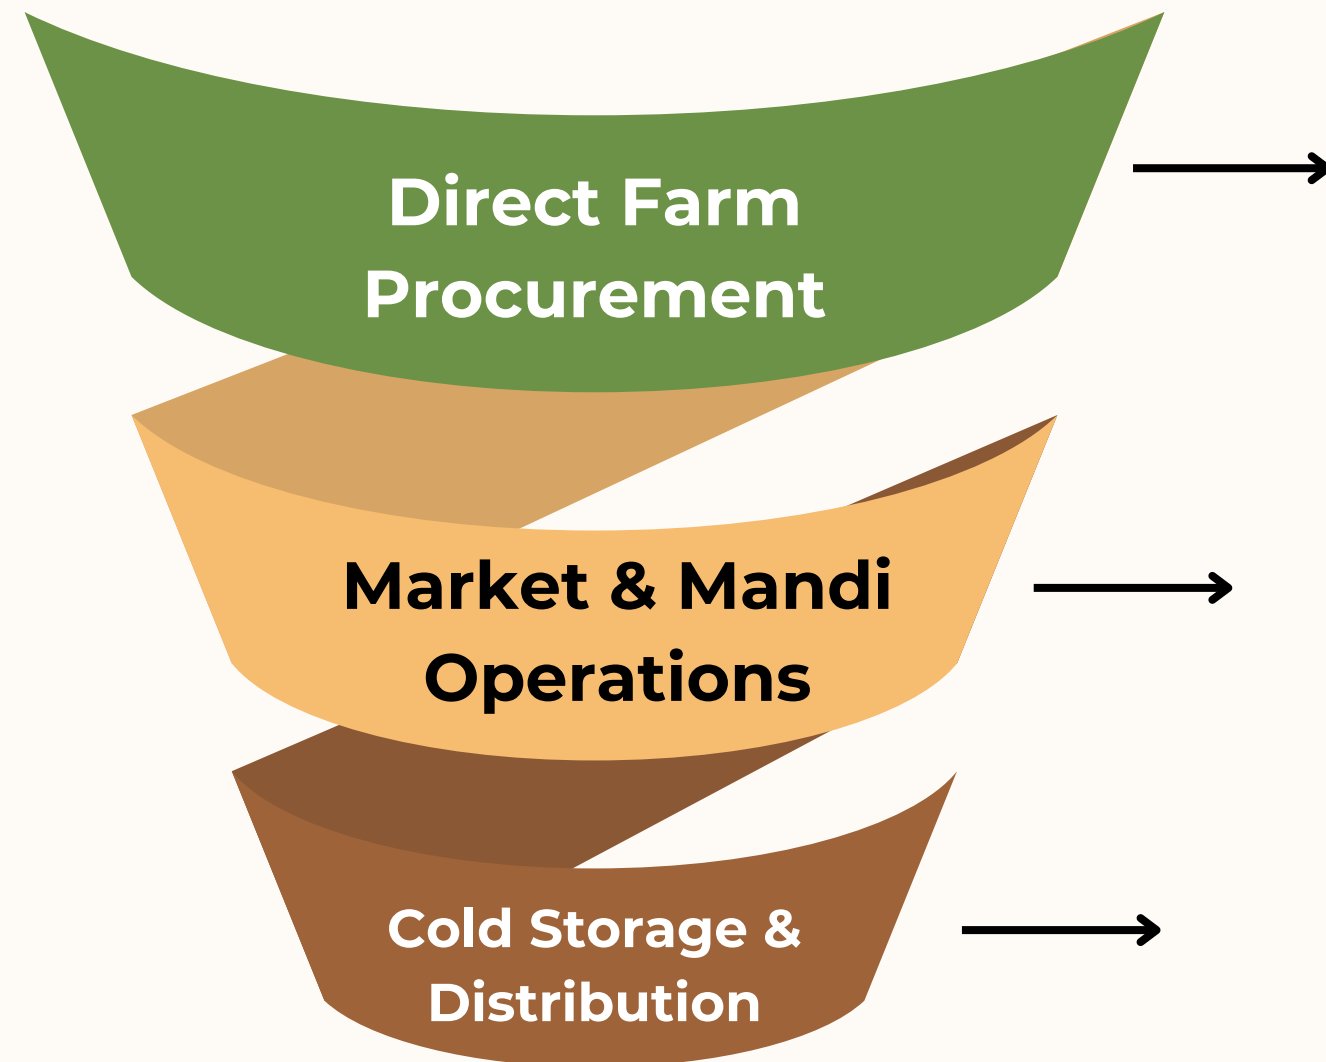 Direct Farm
Procurement
Market & Mandi
Operations
Cold Storage &
Distribution